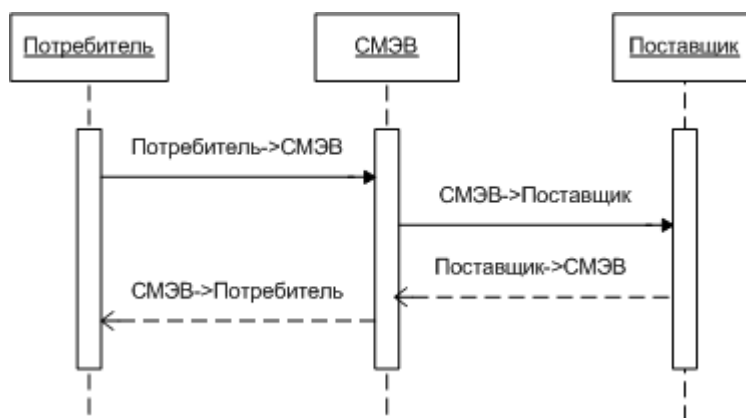 Потребитель
СМЭВ
Поставщик
Потребитель->СМЭВ
СМЭВ->Поставщик
Поставщик->СМЭВ
СМЭВ->Потребитель